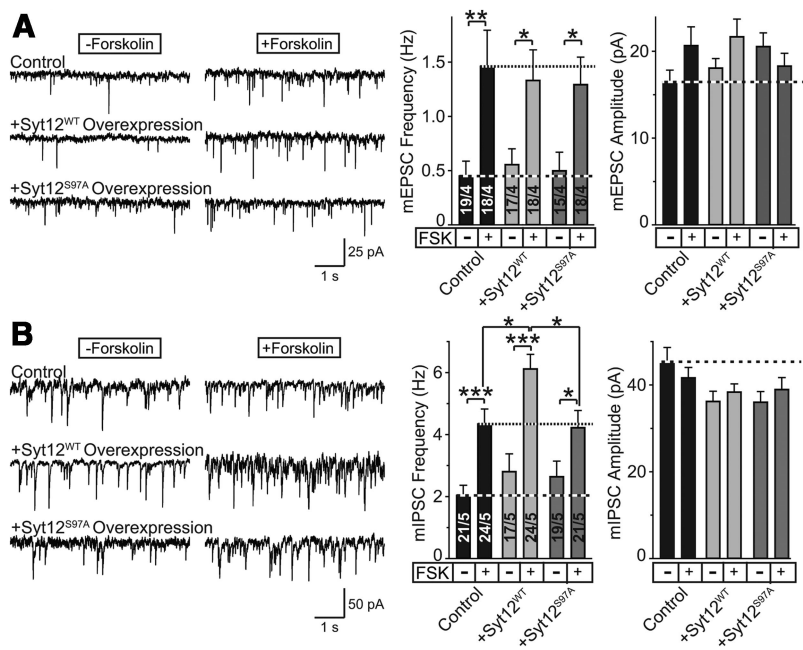 A
-Forskolin
+Forskolin
Control
+Syt12WT Overexpression
+Syt12S97A Overexpression
25 pA
1 s
mEPSC Frequency (Hz)
1.5
1.0
0.5
0
** * *
19/4 18/4 17/4 18/4 15/4 18/4
FSK - + - + - +
Control
+Syt12WT
+Syt12S97A
mEPSC Amplitude (pA)
20
10
0
- + - + - +
Control
+Syt12WT
+Syt12S97A
B
-Forskolin
+Forskolin
Control
+Syt12WT Overexpression
+Syt12S97A Overexpression
50 pA
1 s
mIPSC Frequency (Hz)
6
4
2
0
* *
*** *** *
21/5 24/5 17/5 24/5 19/5 21/5
FSK - + - + - +
Control
+Syt12WT
+Syt12S97A
mIPSC Amplitude (pA)
40
20
0
- + - + - +
Control
+Syt12WT
+Syt12S97A